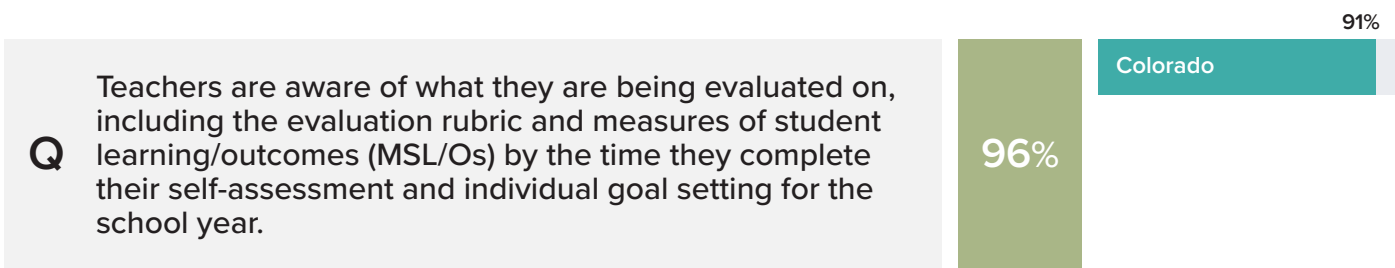 91%
Colorado
Q
Teachers are aware of what they are being evaluated on,
including the evaluation rubric and measures of student
learning/outcomes (MSL/Os) by the time they complete
their self-assessment and individual goal setting for the
school year.
96%